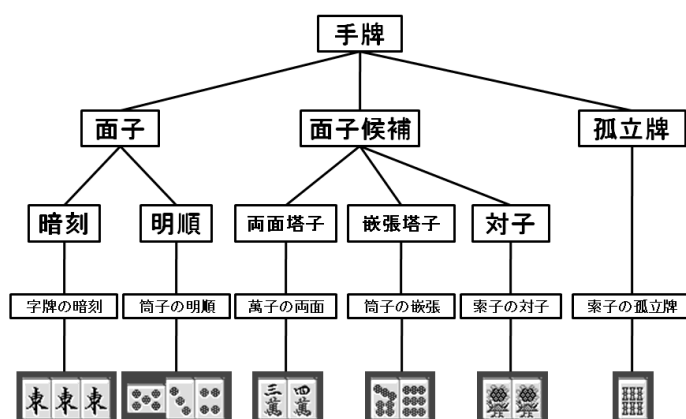 手牌
面子
面子候補
孤立牌
暗刻
明順
両面塔子
嵌張塔子
対子
字牌の暗刻
筒子の明順
萬子の両面
筒子の嵌張
索子の対子
索子の孤立牌
東 東 東
三萬 四萬